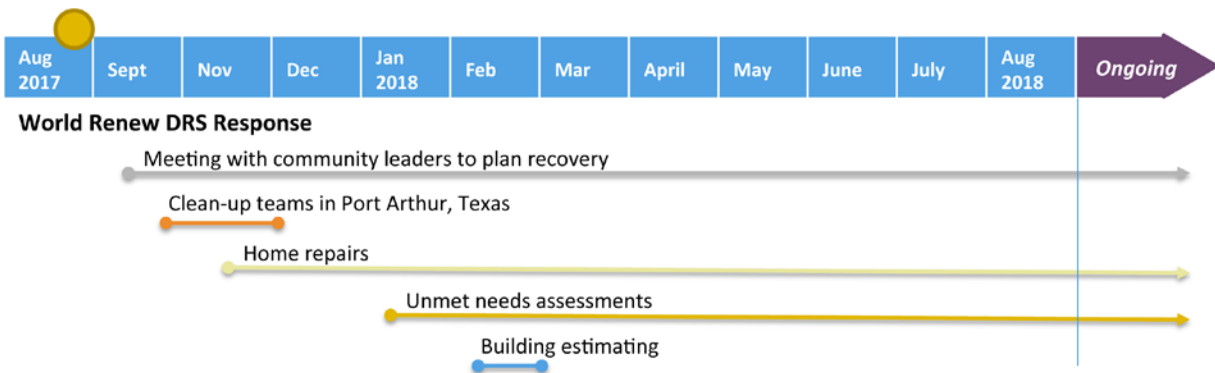 Aug 2017
Sept
Nov
Dec
Jan 2018
Feb
Mar
April
May
June
July
Aug 2018
Ongoing
World Renew DRS Response
Meeting with community leaders to plan recovery
Clean-up teams in Port Arthur, Texas
Home repairs
Unmet needs assessments
Building estimating